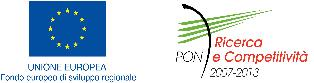 UNIONE EUROPEA
Fondo europeo di sviluppo regionale
PON
Ricerca
e Competitività
2007-2013